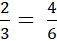 2/3 = 4/6